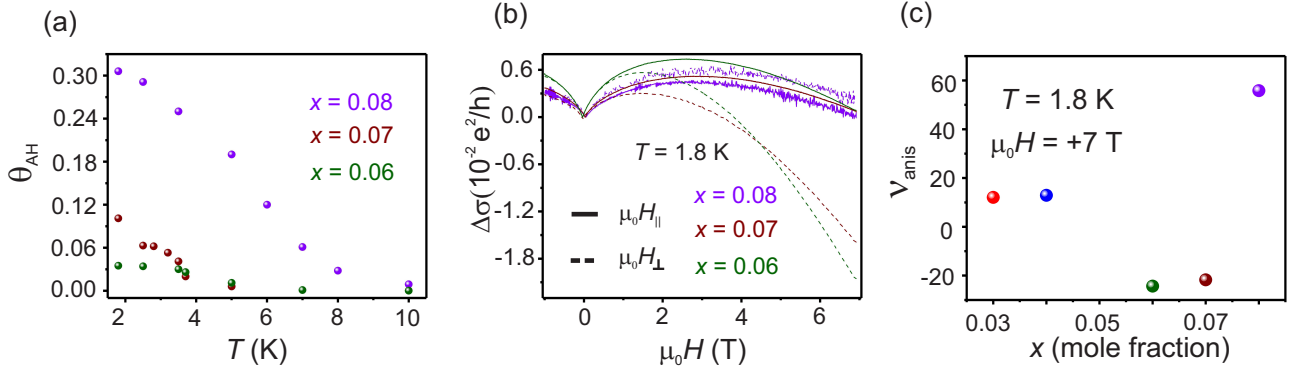 (a)
0.30
0.24
0.18
0.12
0.06
0.00
θAH
2
4
6
8
10
T (K)
x = 0.08
x = 0.07
x = 0.06
(b)
0.6
0.0
-0.6
-1.2
-1.8
Δσ(10⁻² e²/h)
0
2
4
6
μ₀H (T)
T = 1.8 K
μ₀H||
μ₀H⊥
x = 0.08
x = 0.07
x = 0.06
(c)
60
40
20
0
-20
νanis
0.03
0.05
0.07
x (mole fraction)
T = 1.8 K
μ₀H = +7 T